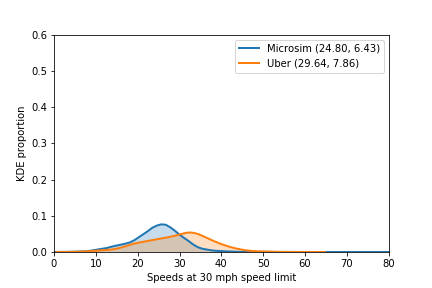 0.6
0.5
0.4
0.3
0.2
0.1
0.0
KDE proportion
Microsim (24.80, 6.43)
Uber (29.64, 7.86)
0 10 20 30 40 50 60 70 80
Speeds at 30 mph speed limit